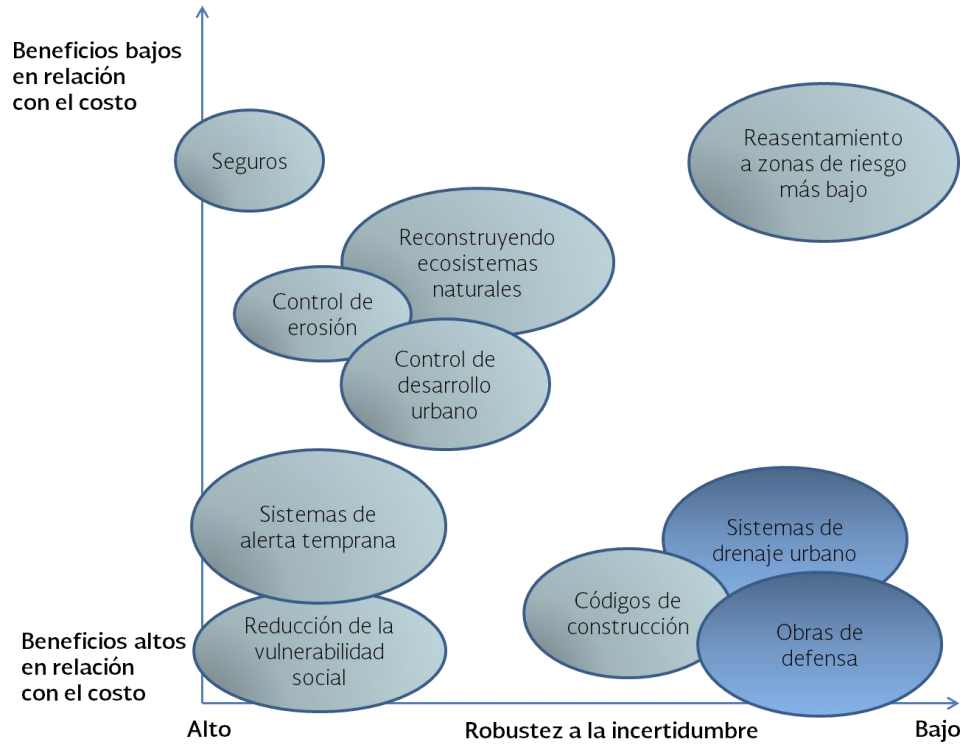 Beneficios bajos
en relación
con el costo
Seguros
Reasentamiento
a zonas de riesgo
más bajo
Reconstruyendo
ecosistemas
naturales
Control de
erosión
Control de
desarrollo
urbano
Sistemas de
alerta temprana
Sistemas de
drenaje urbano
Códigos de
construcción
Reducción de la
vulnerabilidad
social
Obras de
defensa
Beneficios altos
en relación
con el costo
Alto
Robustez a la incertidumbre
Bajo